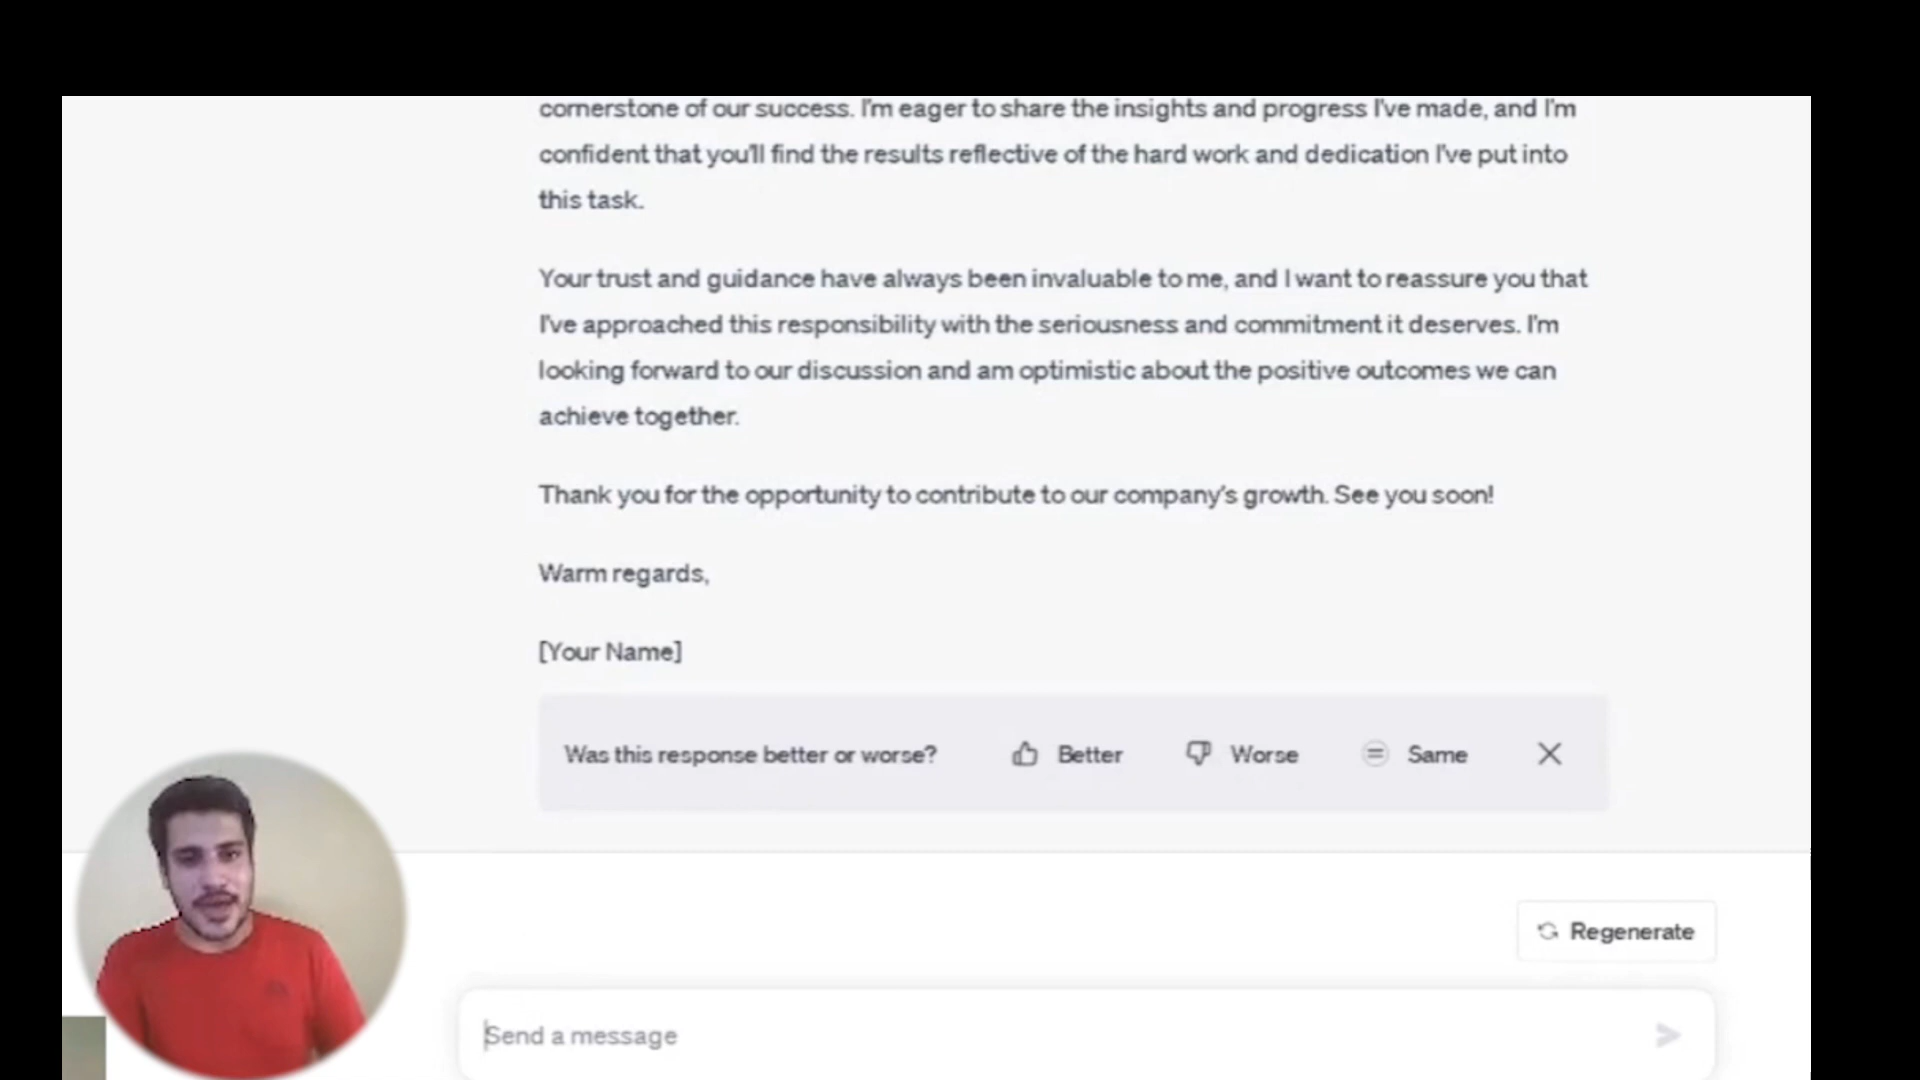 cornerstone of our success. I'm eager to share the insights and progress I've made, and I'm
confident that you'll find the results reflective of the hard work and dedication I've put into
this task.
Your trust and guidance have always been invaluable to me, and I want to reassure you that
I've approached this responsibility with the seriousness and commitment it deserves. I'm
looking forward to our discussion and am optimistic about the positive outcomes we can
achieve together.
Thank you for the opportunity to contribute to our company's growth. See you soon!
Warm regards,
[Your Name]
Was this response better or worse? Better Worse Same
Regenerate
Send a message